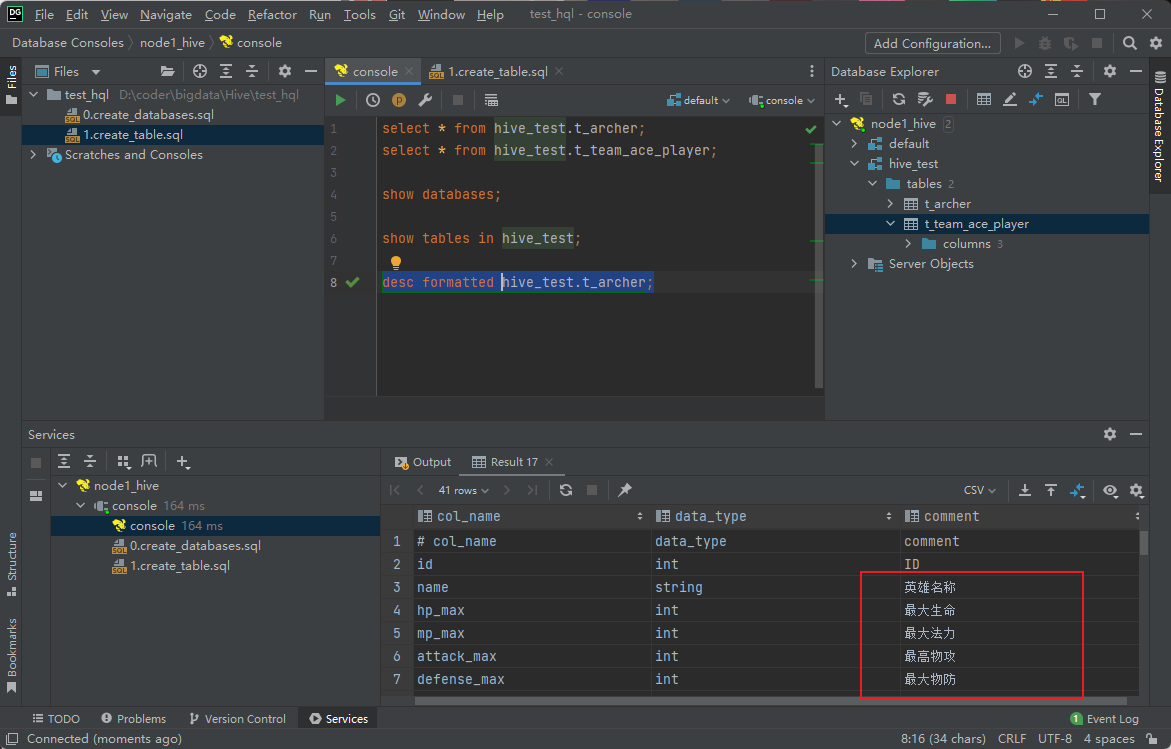 DG File Edit View Navigate Code Refactor Run Tools Git Window Help test_hql - console
Database Consoles node1_hive console Add Configuration...
Files
Files
test_hql D:\coder\bigdata\Hive\test_hql
0.create_databases.sql
1.create_table.sql
Scratches and Consoles
console 1.create_table.sql
default console
1 select * from hive_test.t_archer;
2 select * from hive_test.t_team_ace_player;
3
4 show databases;
5
6 show tables in hive_test;
7
8 desc formatted hive_test.t_archer;
Database Explorer
Database Explorer
node1_hive 2
default
hive_test
tables 2
t_archer
t_team_ace_player
columns 3
Server Objects
Services
node1_hive
console 164 ms
console 164 ms
0.create_databases.sql
1.create_table.sql
Structure
Bookmarks
Output Result 17
41 rows CSV
col_name data_type comment
1 # col_name data_type comment
2 id int ID
3 name string 英雄名称
4 hp_max int 最大生命
5 mp_max int 最大法力
6 attack_max int 最高物攻
7 defense_max int 最大物防
TODO Problems Version Control Services 1 Event Log
Connected (moments ago) 8:16 (34 chars) CRLF UTF-8 4 spaces